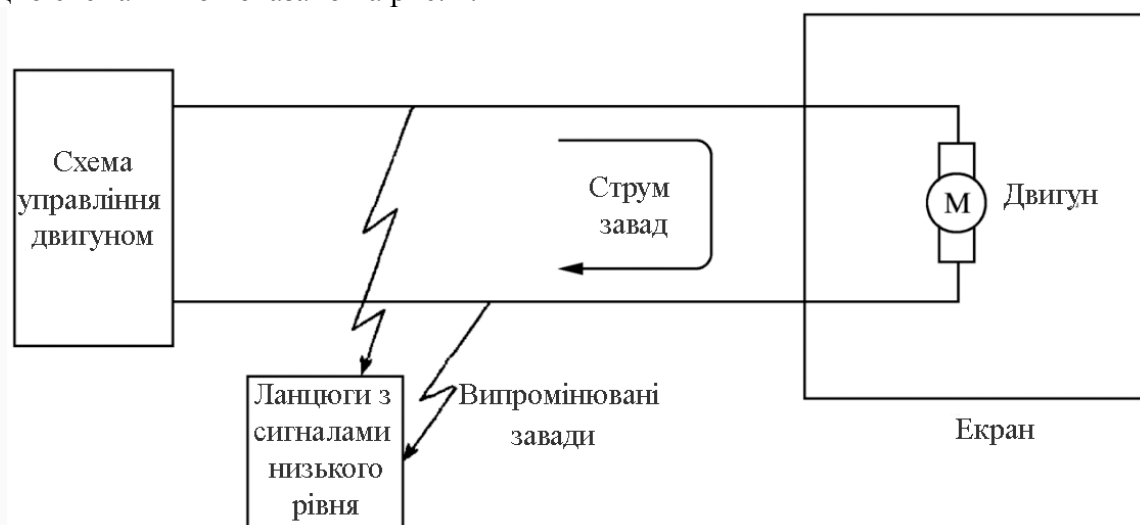 Схема
управління
двигуном
Струм
завад
М
Двигун
Ланцюги з
сигналами
низького
рівня
Випромінювані
завади
Екран